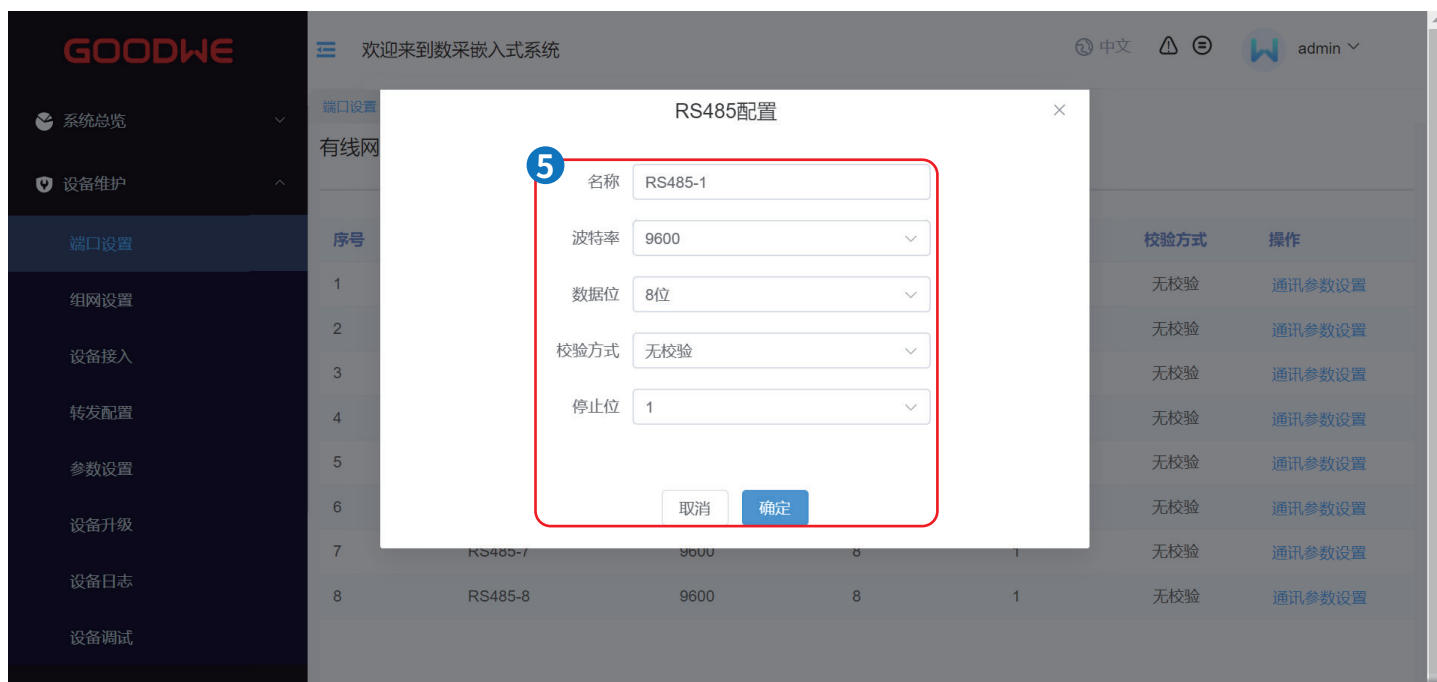 GOODWE
欢迎来到数采嵌入式系统
中文
admin
系统总览
设备维护
端口设置
组网设置
设备接入
转发配置
参数设置
设备升级
设备日志
设备调试
端口设置
有线网
RS485配置
5
名称 RS485-1
波特率 9600
数据位 8位
校验方式 无校验
停止位 1
取消 确定
序号 校验方式 操作
1 无校验 通讯参数设置
2 无校验 通讯参数设置
3 无校验 通讯参数设置
4 无校验 通讯参数设置
5 无校验 通讯参数设置
6 无校验 通讯参数设置
7 RS485-7 9600 8 1 无校验 通讯参数设置
8 RS485-8 9600 8 1 无校验 通讯参数设置